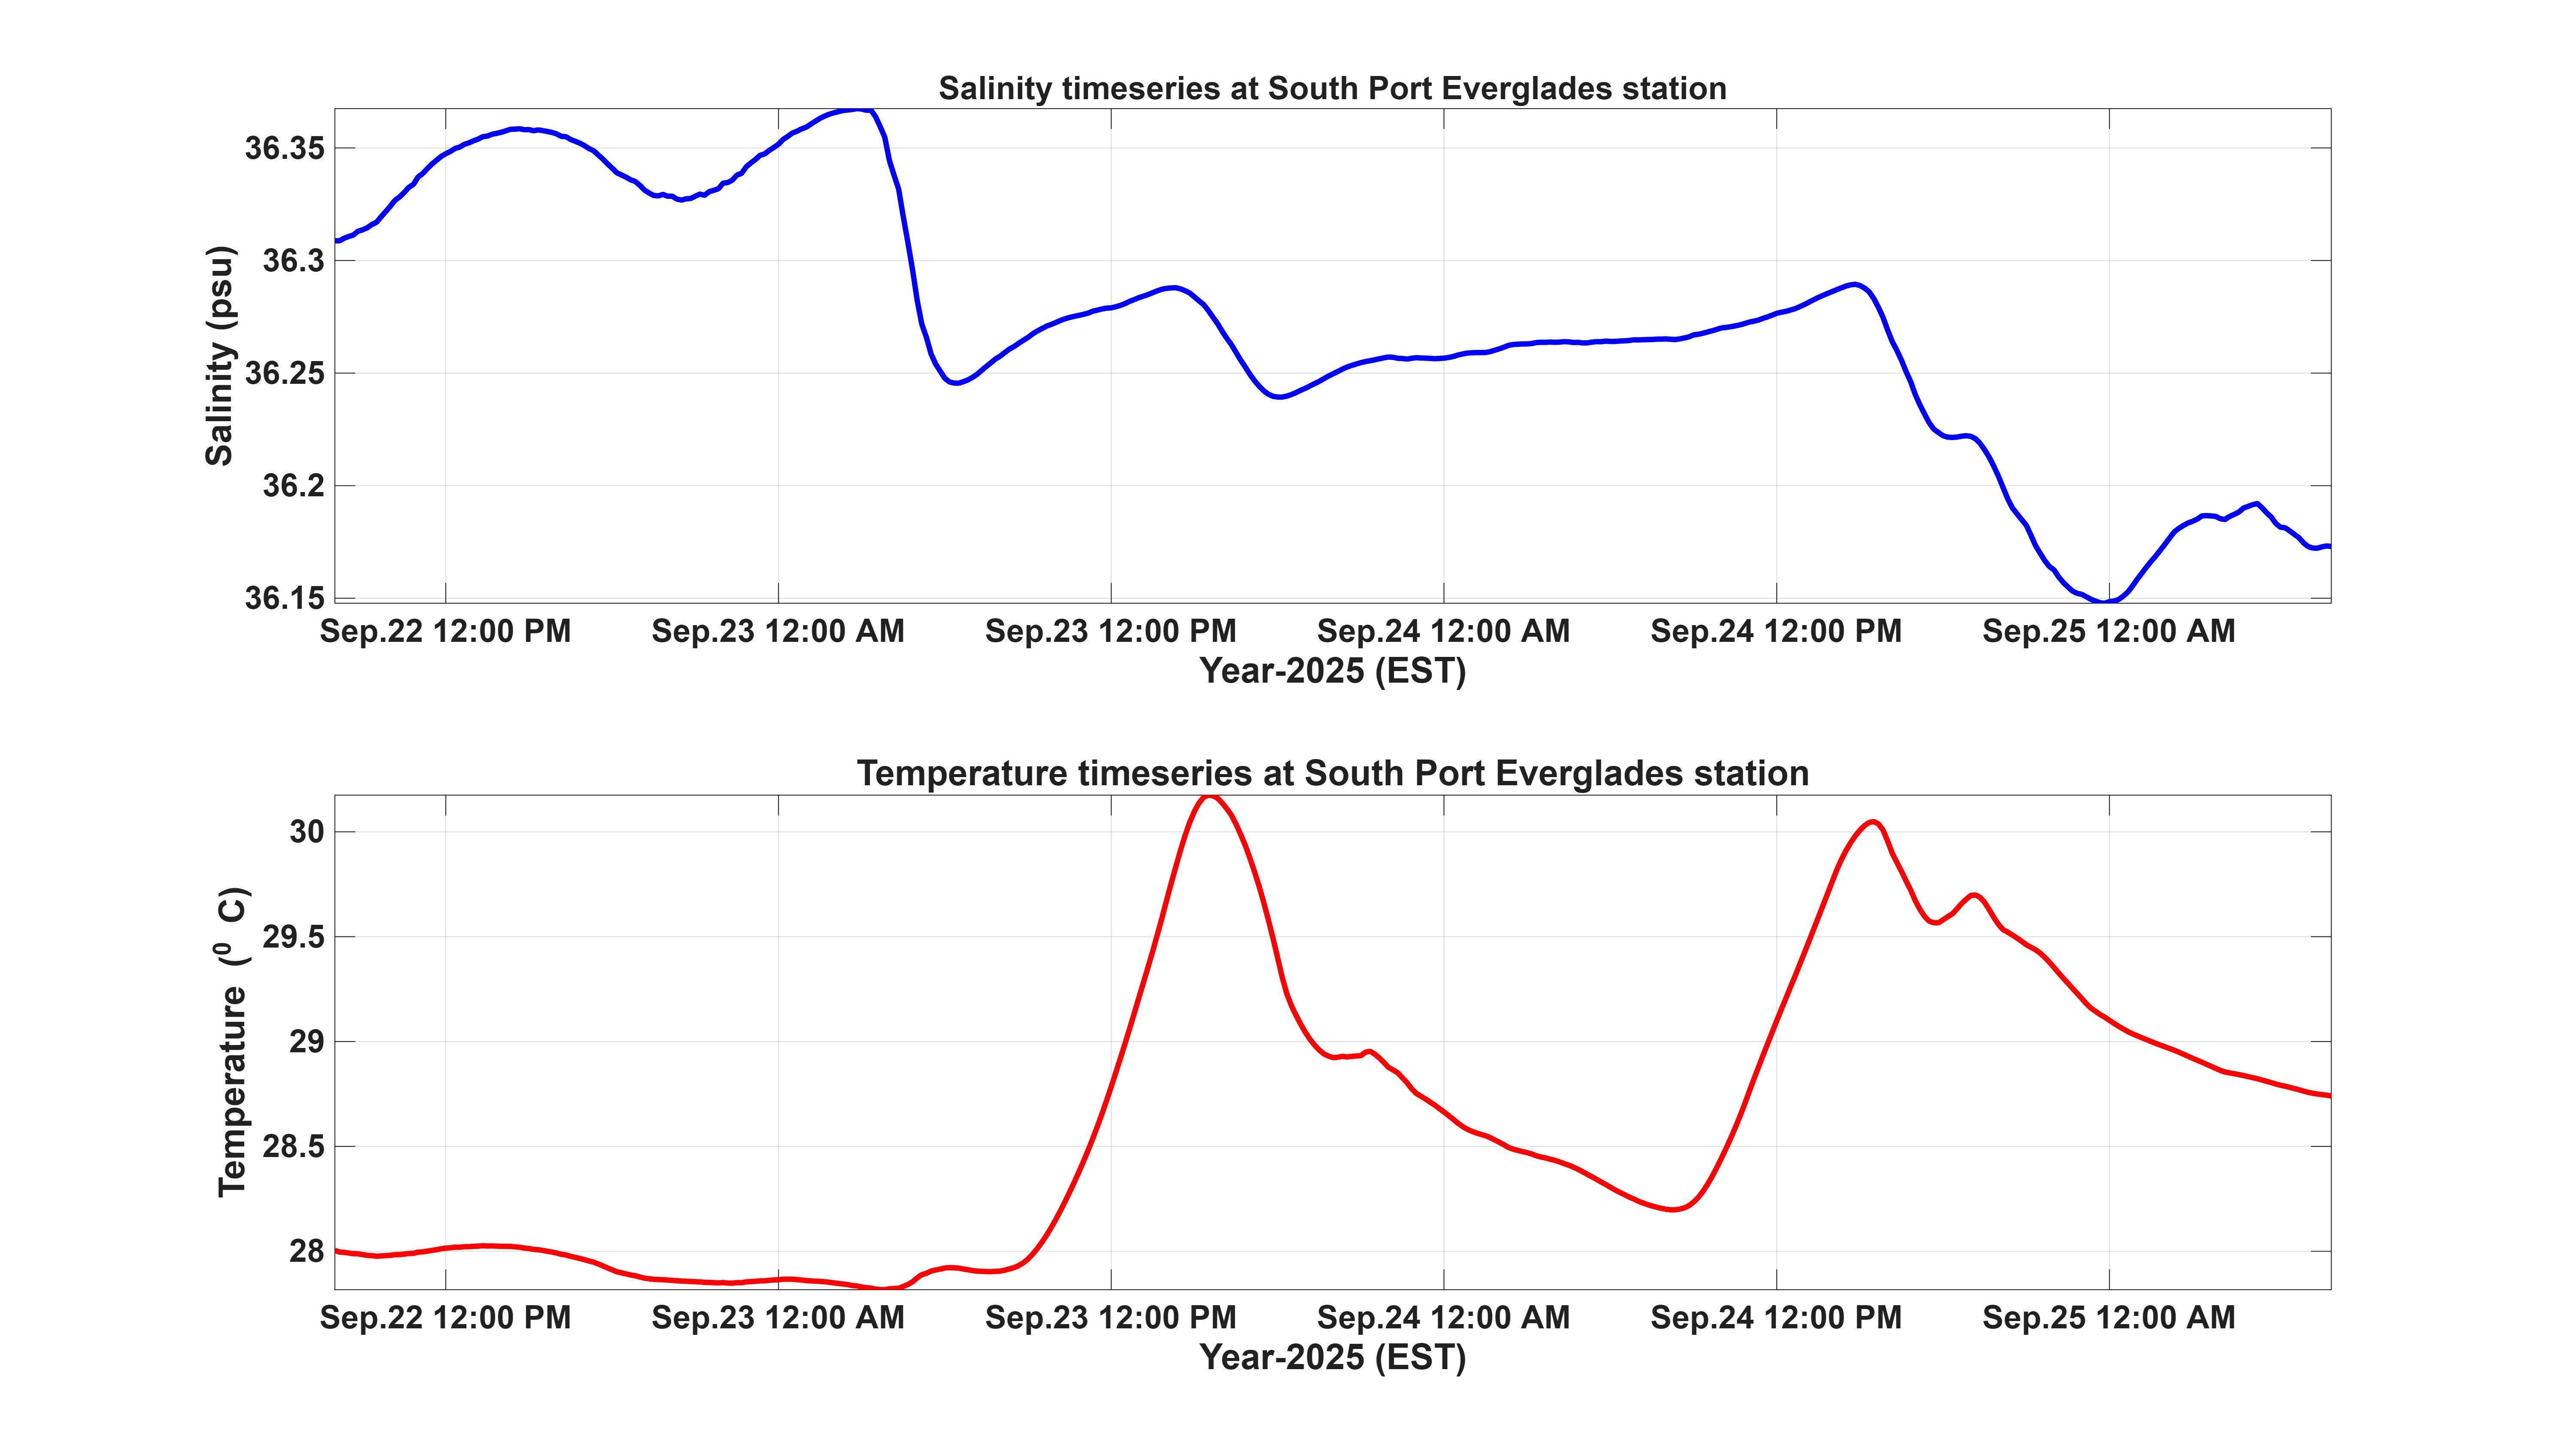 Salinity timeseries at South Port Everglades station
36.35
36.3
36.25
36.2
36.15
Salinity (psu)
Sep.22 12:00 PM Sep.23 12:00 AM Sep.23 12:00 PM Sep.24 12:00 AM Sep.24 12:00 PM Sep.25 12:00 AM
Year-2025 (EST)
Temperature timeseries at South Port Everglades station
30
29.5
29
28.5
28
Temperature (⁰ C)
Sep.22 12:00 PM Sep.23 12:00 AM Sep.23 12:00 PM Sep.24 12:00 AM Sep.24 12:00 PM Sep.25 12:00 AM
Year-2025 (EST)